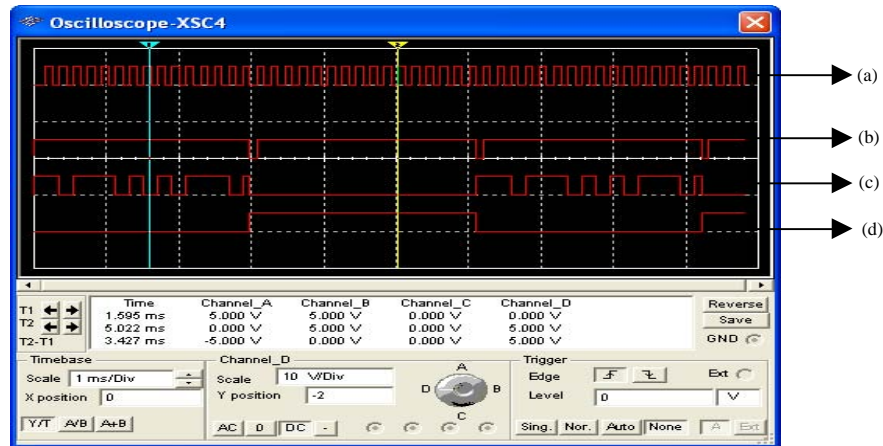 Oscilloscope-XSC4
1
2
(a)
(b)
(c)
(d)
Time Channel_A Channel_B Channel_C Channel_D
T1 1.595 ms 5.000 V 5.000 V 0.000 V 0.000 V
T2 5.022 ms 0.000 V 5.000 V 0.000 V 5.000 V
T2-T1 3.427 ms -5.000 V 0.000 V 0.000 V 5.000 V
Reverse
Save
GND
Timebase
Scale 1 ms/Div
X position 0
Y/T A/B A+B
Channel_D
Scale 10 V/Div
Y position -2
AC 0 DC -
A
B
C
D
Trigger
Edge Ext
Level 0 V
Sing. Nor. Auto None A Ext